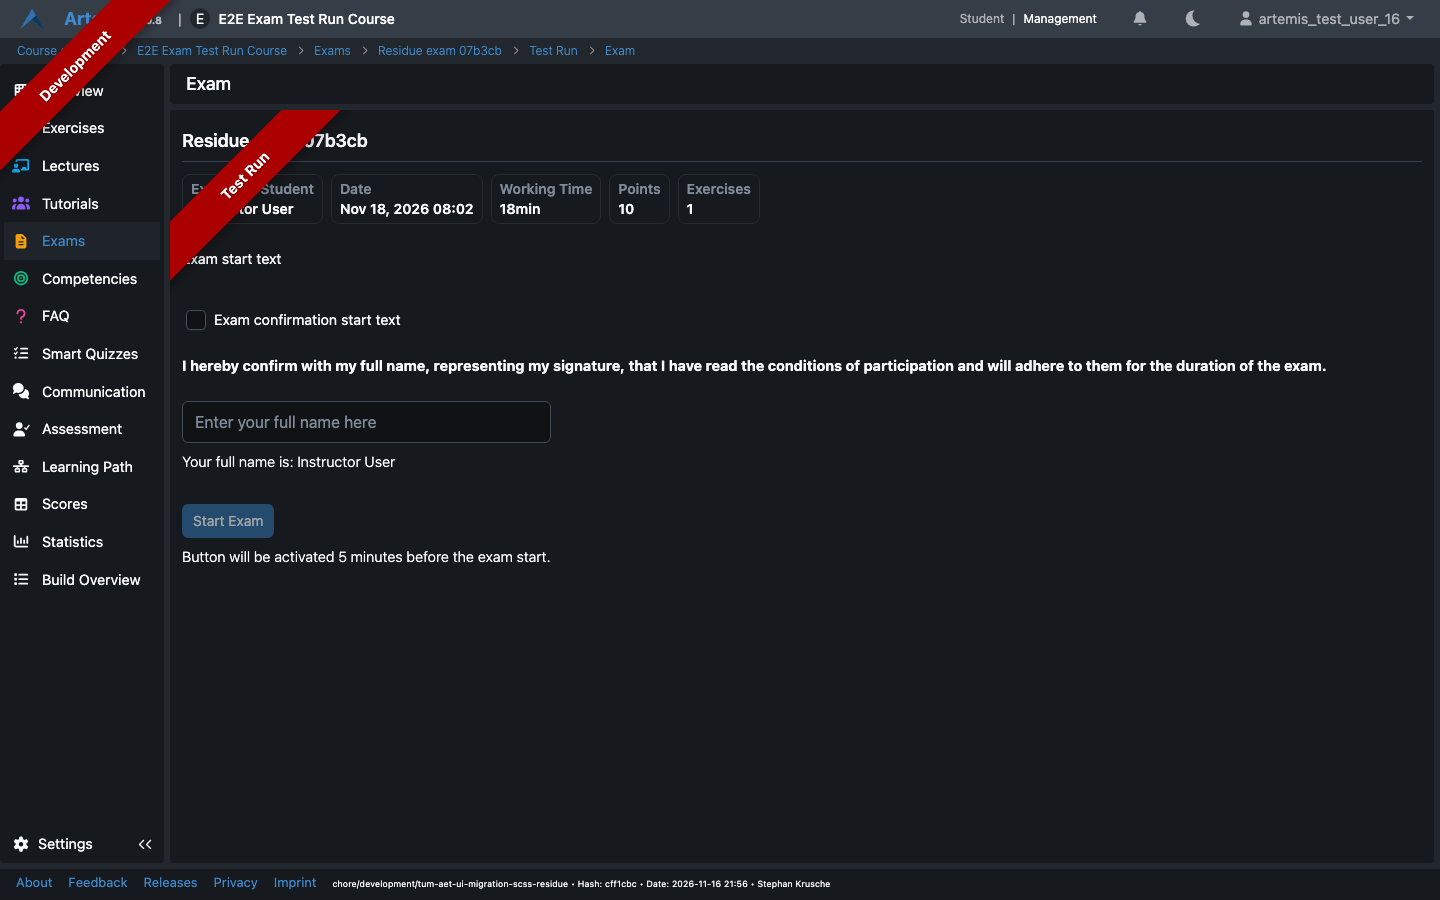 E E2E Exam Test Run Course
Student | Management
artemis_test_user_16
Development
Course
E2E Exam Test Run Course
Exams
Residue exam 07b3cb
Test Run
Exam
Exercises
Lectures
Tutorials
Exams
Competencies
FAQ
Smart Quizzes
Communication
Assessment
Learning Path
Scores
Statistics
Build Overview
Settings
Exam
Test Run
Residue 07b3cb
Student
User
Date
Nov 18, 2026 08:02
Working Time
18min
Points
10
Exercises
1
Exam start text
Exam confirmation start text
I hereby confirm with my full name, representing my signature, that I have read the conditions of participation and will adhere to them for the duration of the exam.
Enter your full name here
Your full name is: Instructor User
Start Exam
Button will be activated 5 minutes before the exam start.
About Feedback Releases Privacy Imprint chore/development/tum-aet-ui-migration-scss-residue • Hash: cff1cbc • Date: 2026-11-16 21:56 • Stephan Krusche